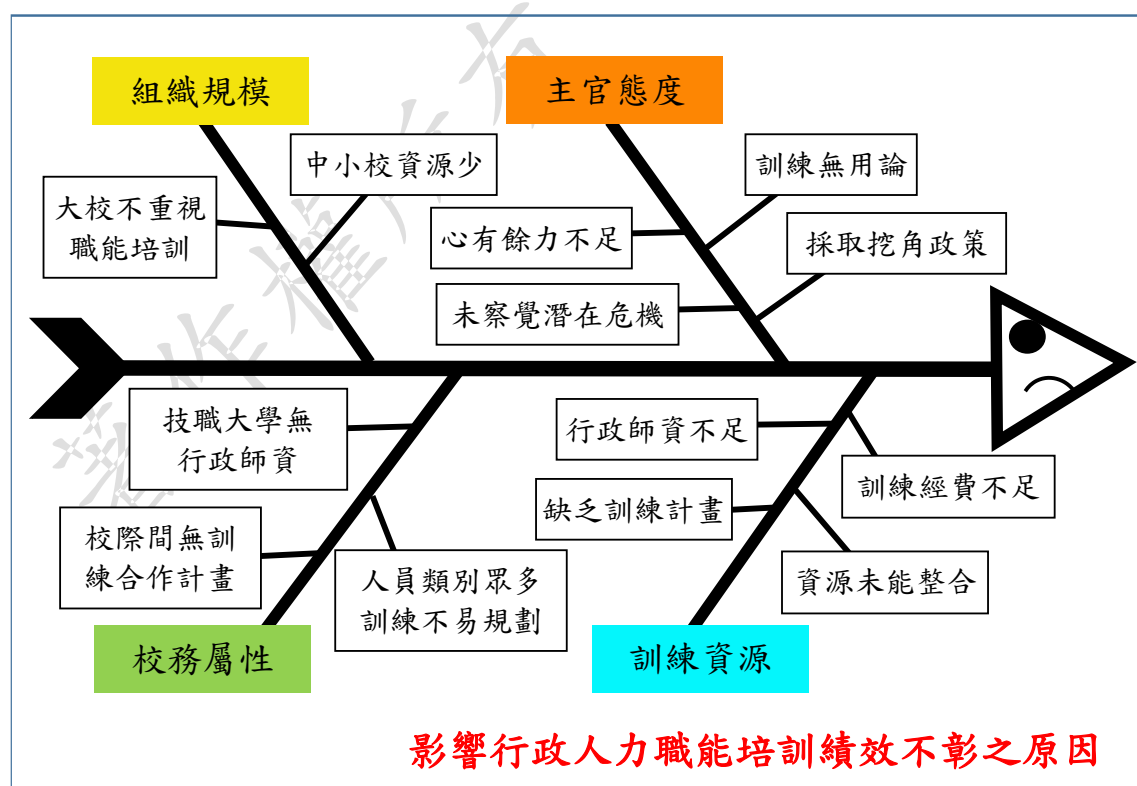 組織規模
主官態度
中小校資源少
大校不重視
職能培訓
訓練無用論
心有餘力不足
採取挖角政策
未察覺潛在危機
技職大學無
行政師資
行政師資不足
訓練經費不足
缺乏訓練計畫
校際間無訓
練合作計畫
人員類別眾多
訓練不易規劃
資源未能整合
校務屬性
訓練資源
影響行政人力職能培訓績效不彰之原因
著作權所有